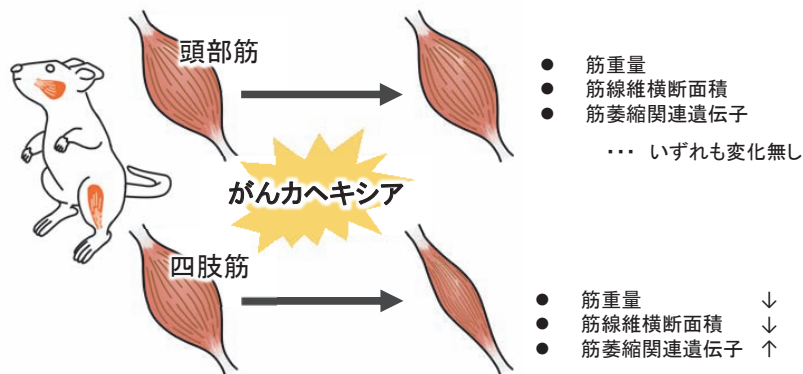 頭部筋
● 筋重量
● 筋線維横断面積
● 筋萎縮関連遺伝子
･･･ いずれも変化無し
がんカヘキシア
四肢筋
● 筋重量 ↓
● 筋線維横断面積 ↓
● 筋萎縮関連遺伝子 ↑